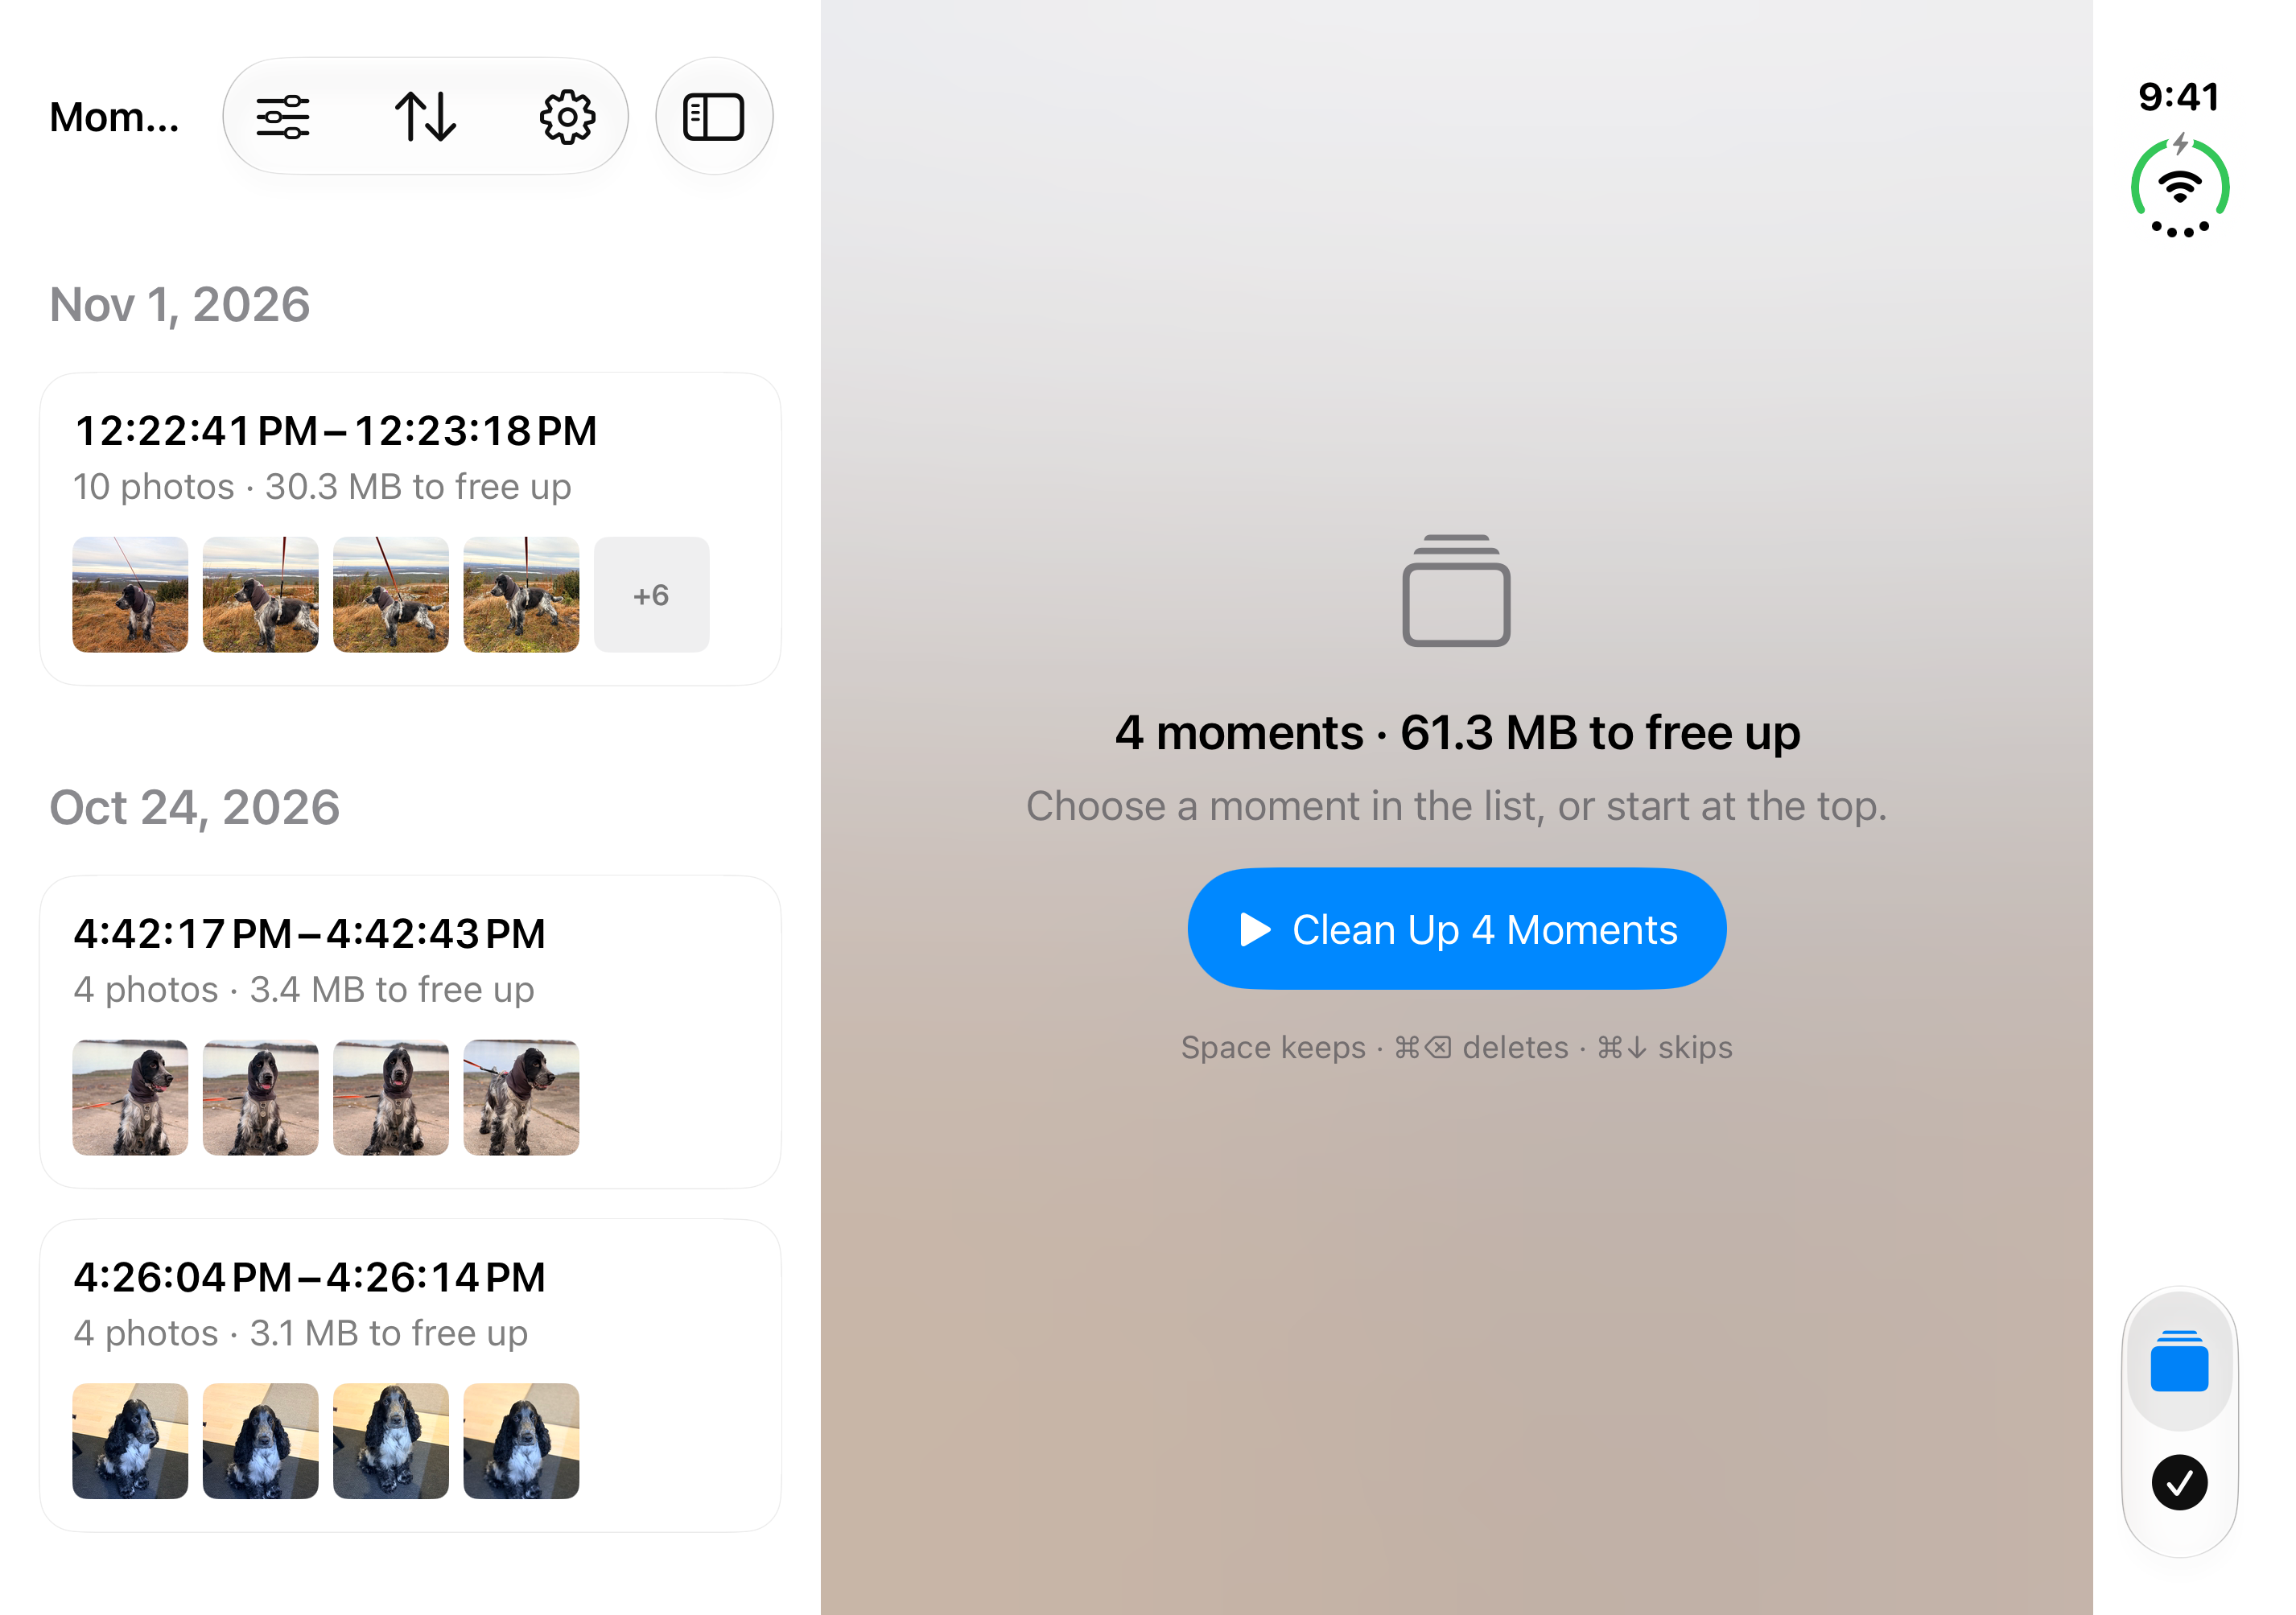 Mom...
9:41
Nov 1, 2026
12:22:41 PM – 12:23:18 PM
10 photos · 30.3 MB to free up
+6
Oct 24, 2026
4:42:17 PM – 4:42:43 PM
4 photos · 3.4 MB to free up
4:26:04 PM – 4:26:14 PM
4 photos · 3.1 MB to free up
4 moments · 61.3 MB to free up
Choose a moment in the list, or start at the top.
Clean Up 4 Moments
Space keeps · ⌘⌫ deletes · ⌘↓ skips